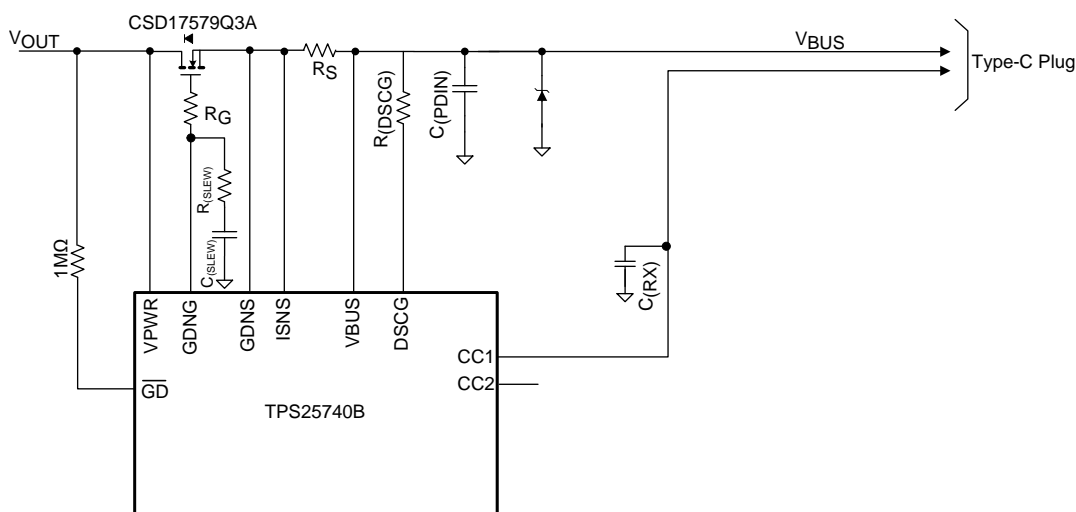 CSD17579Q3A
VOUT
VBUS
Type-C Plug
RS
RG
R(DSCG)
C(PDIN)
R(SLEW)
C(SLEW)
1MΩ
C(RX)
VPWR
GDNG
GDNS
ISNS
VBUS
DSCG
CC1
CC2
GD
TPS25740B